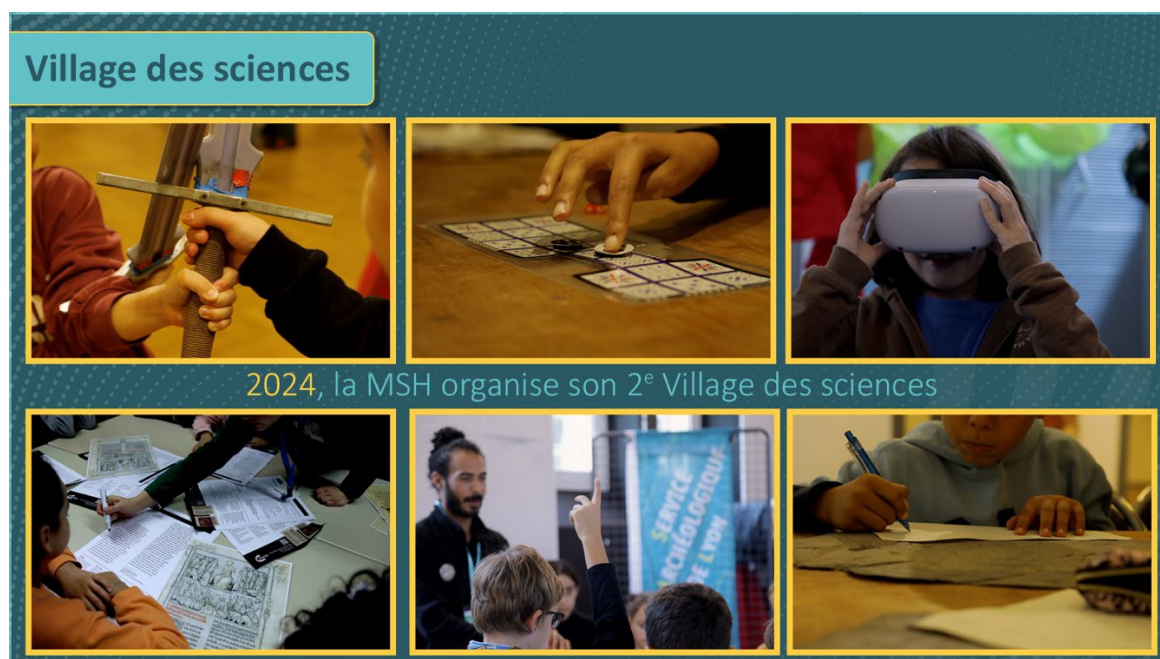 Village des sciences
2024, la MSH organise son 2e Village des sciences
SERVICE
ARCHÉOLOGIQUE
DE LYON